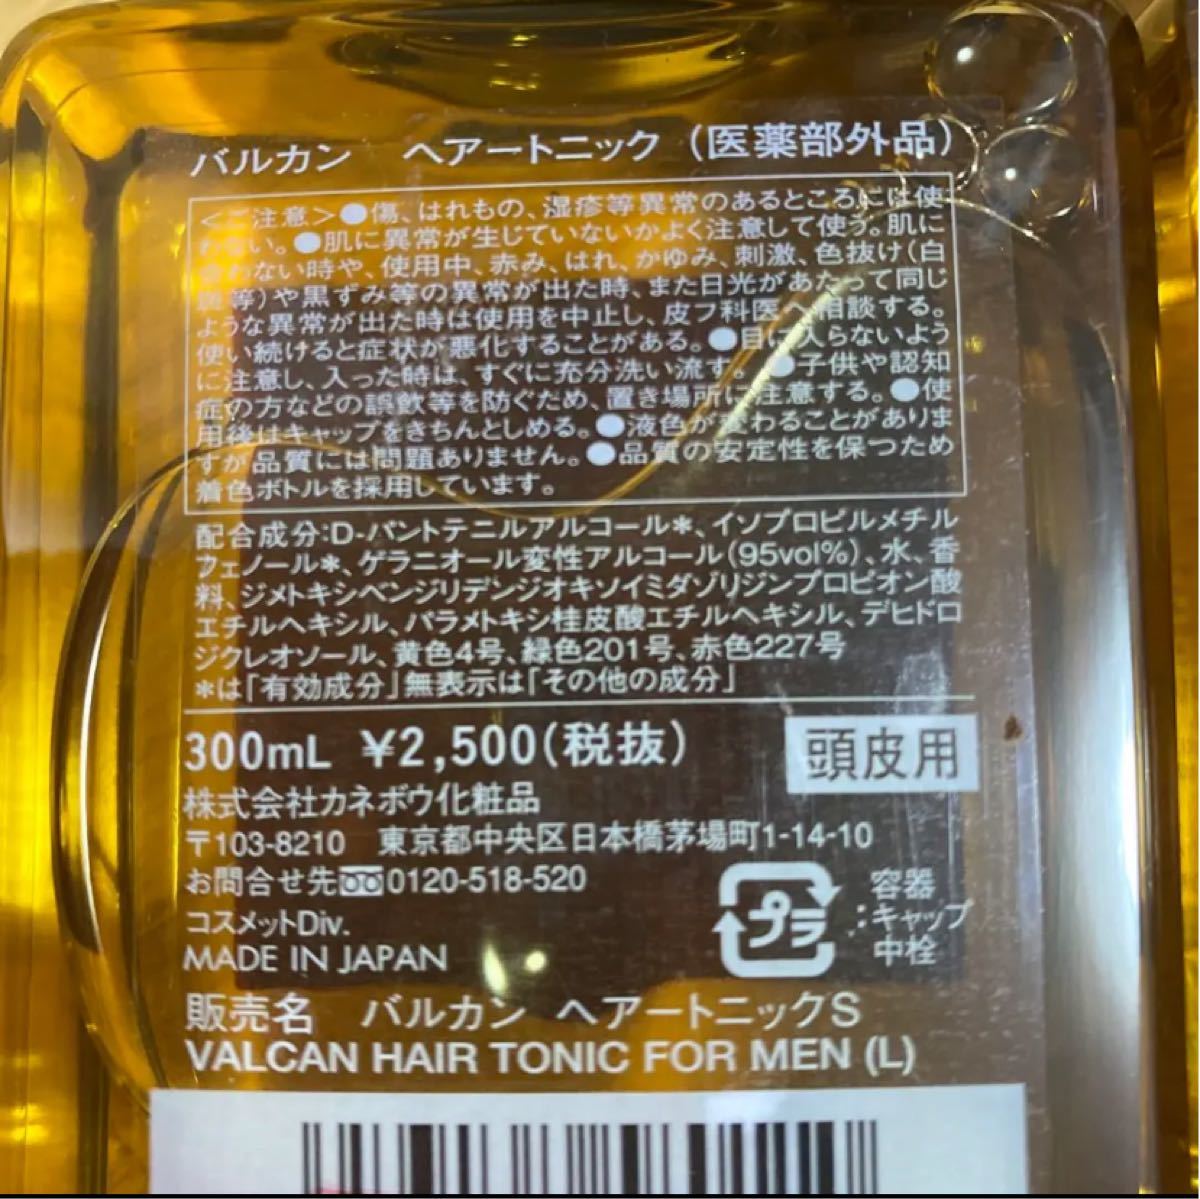 バルカン　ヘアートニック（医薬部外品）
＜ご注意＞●傷、はれもの、湿疹等異常のあるところには使
わない。●肌に異常が生じていないかよく注意して使う。肌に
合わない時や、使用中、赤み、はれ、かゆみ、刺激、色抜け（白
斑等）や黒ずみ等の異常が出た時、また日光があたって同じ
ような異常が出た時は使用を中止し、皮フ科医へ相談する。
使い続けると症状が悪化することがある。●目に入らないよう
に注意し、入った時は、すぐに充分洗い流す。●子供や認知
症の方などの誤飲等を防ぐため、置き場所に注意する。●使
用後はキャップをきちんとしめる。●液色が変わることがありま
すが品質には問題ありません。●品質の安定性を保つため
着色ボトルを採用しています。
配合成分：D-パントテニルアルコール＊、イソプロピルメチル
フェノール＊、ゲラニオール変性アルコール（95vol%）、水、香
料、ジメトキシベンジリデンジオキソイミダゾリジンプロピオン酸
エチルヘキシル、パラメトキシ桂皮酸エチルヘキシル、デヒドロ
ジクレオソール、黄色4号、緑色201号、赤色227号
＊は「有効成分」無表示は「その他の成分」
300mL ¥2,500（税抜）
頭皮用
株式会社カネボウ化粧品
〒103-8210　東京都中央区日本橋茅場町1-14-10
お問合せ先 0120-518-520
コスメットDiv.
MADE IN JAPAN
プラ
容器
：キャップ
中栓
販売名　バルカン　ヘアートニックS
VALCAN HAIR TONIC FOR MEN (L)